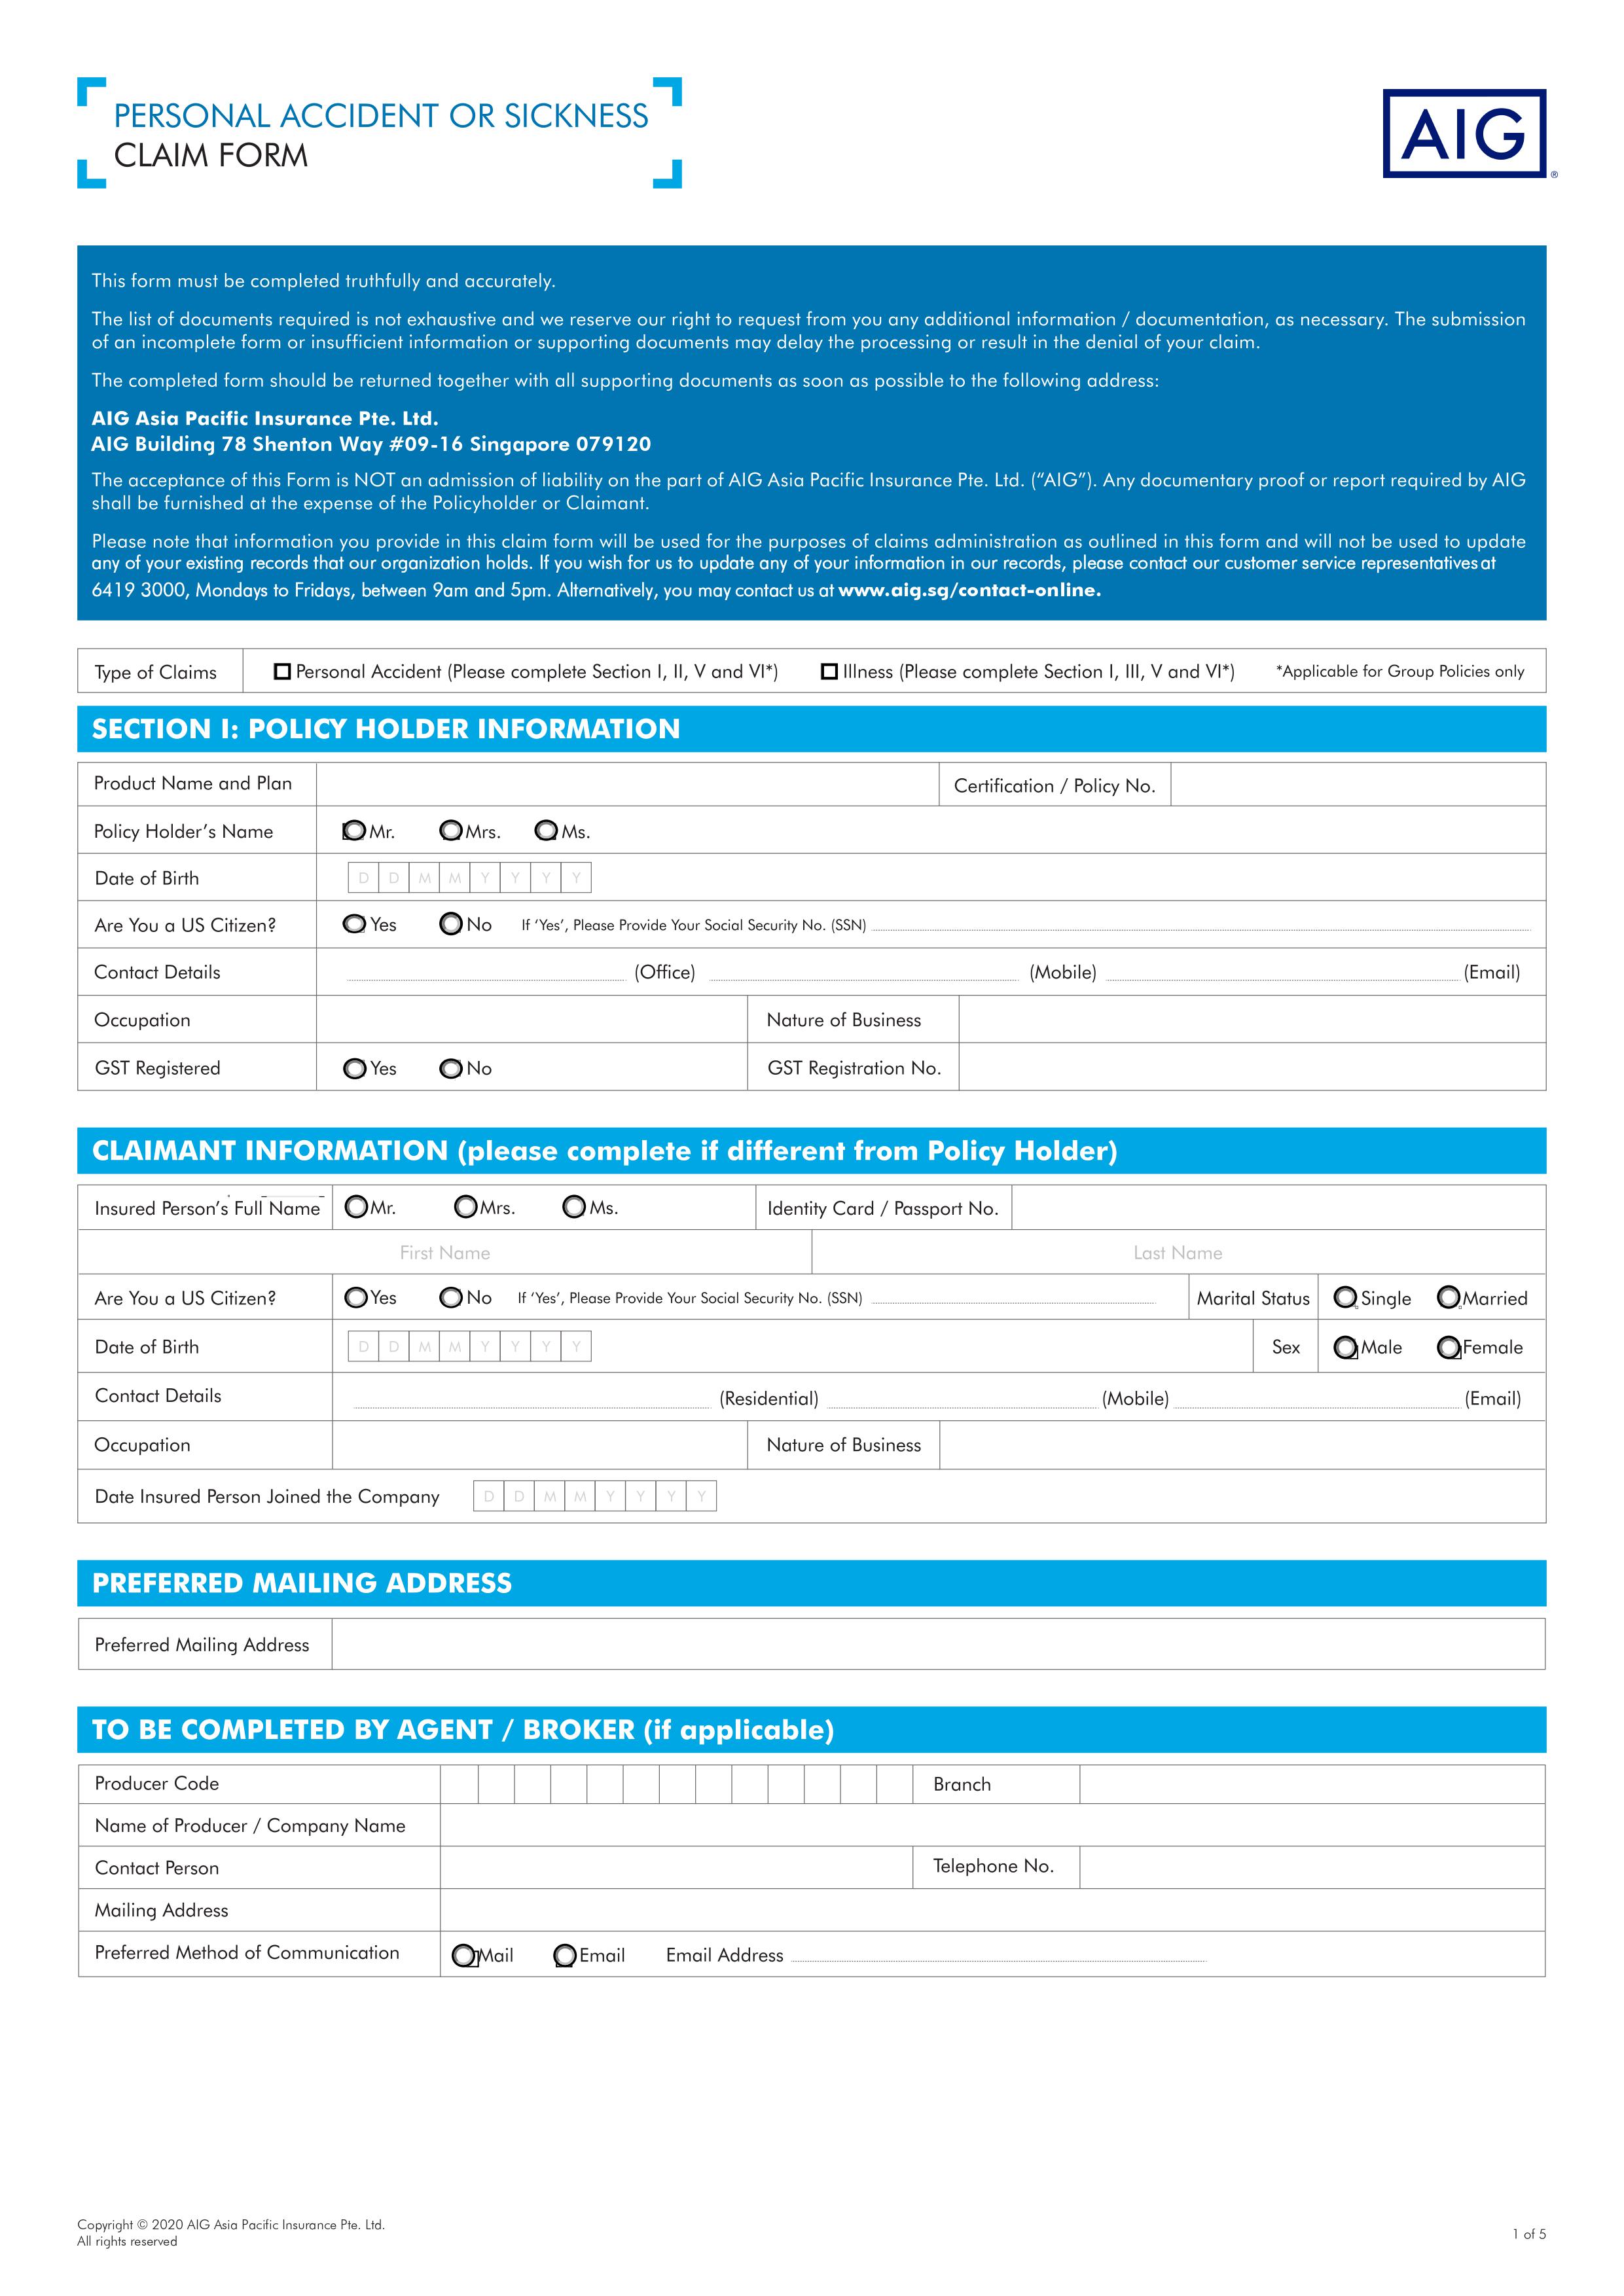 PERSONAL ACCIDENT OR SICKNESS
CLAIM FORM
AIG
®
This form must be completed truthfully and accurately.
The list of documents required is not exhaustive and we reserve our right to request from you any additional information / documentation, as necessary. The submission
of an incomplete form or insufficient information or supporting documents may delay the processing or result in the denial of your claim.
The completed form should be returned together with all supporting documents as soon as possible to the following address:
AIG Asia Pacific Insurance Pte. Ltd.
AIG Building 78 Shenton Way #09-16 Singapore 079120
The acceptance of this Form is NOT an admission of liability on the part of AIG Asia Pacific Insurance Pte. Ltd. (“AIG”). Any documentary proof or report required by AIG
shall be furnished at the expense of the Policyholder or Claimant.
Please note that information you provide in this claim form will be used for the purposes of claims administration as outlined in this form and will not be used to update
any of your existing records that our organization holds. If you wish for us to update any of your information in our records, please contact our customer service representatives at
6419 3000, Mondays to Fridays, between 9am and 5pm. Alternatively, you may contact us at www.aig.sg/contact-online.
Type of Claims Personal Accident (Please complete Section I, II, V and VI*) Illness (Please complete Section I, III, V and VI*) *Applicable for Group Policies only
SECTION I: POLICY HOLDER INFORMATION
Product Name and Plan Certification / Policy No.
Policy Holder’s Name Mr. Mrs. Ms.
Date of Birth D D M M Y Y Y Y
Are You a US Citizen? Yes No If ‘Yes’, Please Provide Your Social Security No. (SSN)
Contact Details (Office) (Mobile) (Email)
Occupation Nature of Business
GST Registered Yes No GST Registration No.
CLAIMANT INFORMATION (please complete if different from Policy Holder)
Insured Person’s Full Name Mr. Mrs. Ms. Identity Card / Passport No.
First Name Last Name
Are You a US Citizen? Yes No If ‘Yes’, Please Provide Your Social Security No. (SSN) Marital Status Single Married
Date of Birth D D M M Y Y Y Y Sex Male Female
Contact Details (Residential) (Mobile) (Email)
Occupation Nature of Business
Date Insured Person Joined the Company D D M M Y Y Y Y
PREFERRED MAILING ADDRESS
Preferred Mailing Address
TO BE COMPLETED BY AGENT / BROKER (if applicable)
Producer Code Branch
Name of Producer / Company Name
Contact Person Telephone No.
Mailing Address
Preferred Method of Communication Mail Email Email Address
Copyright © 2020 AIG Asia Pacific Insurance Pte. Ltd.
All rights reserved
1 of 5